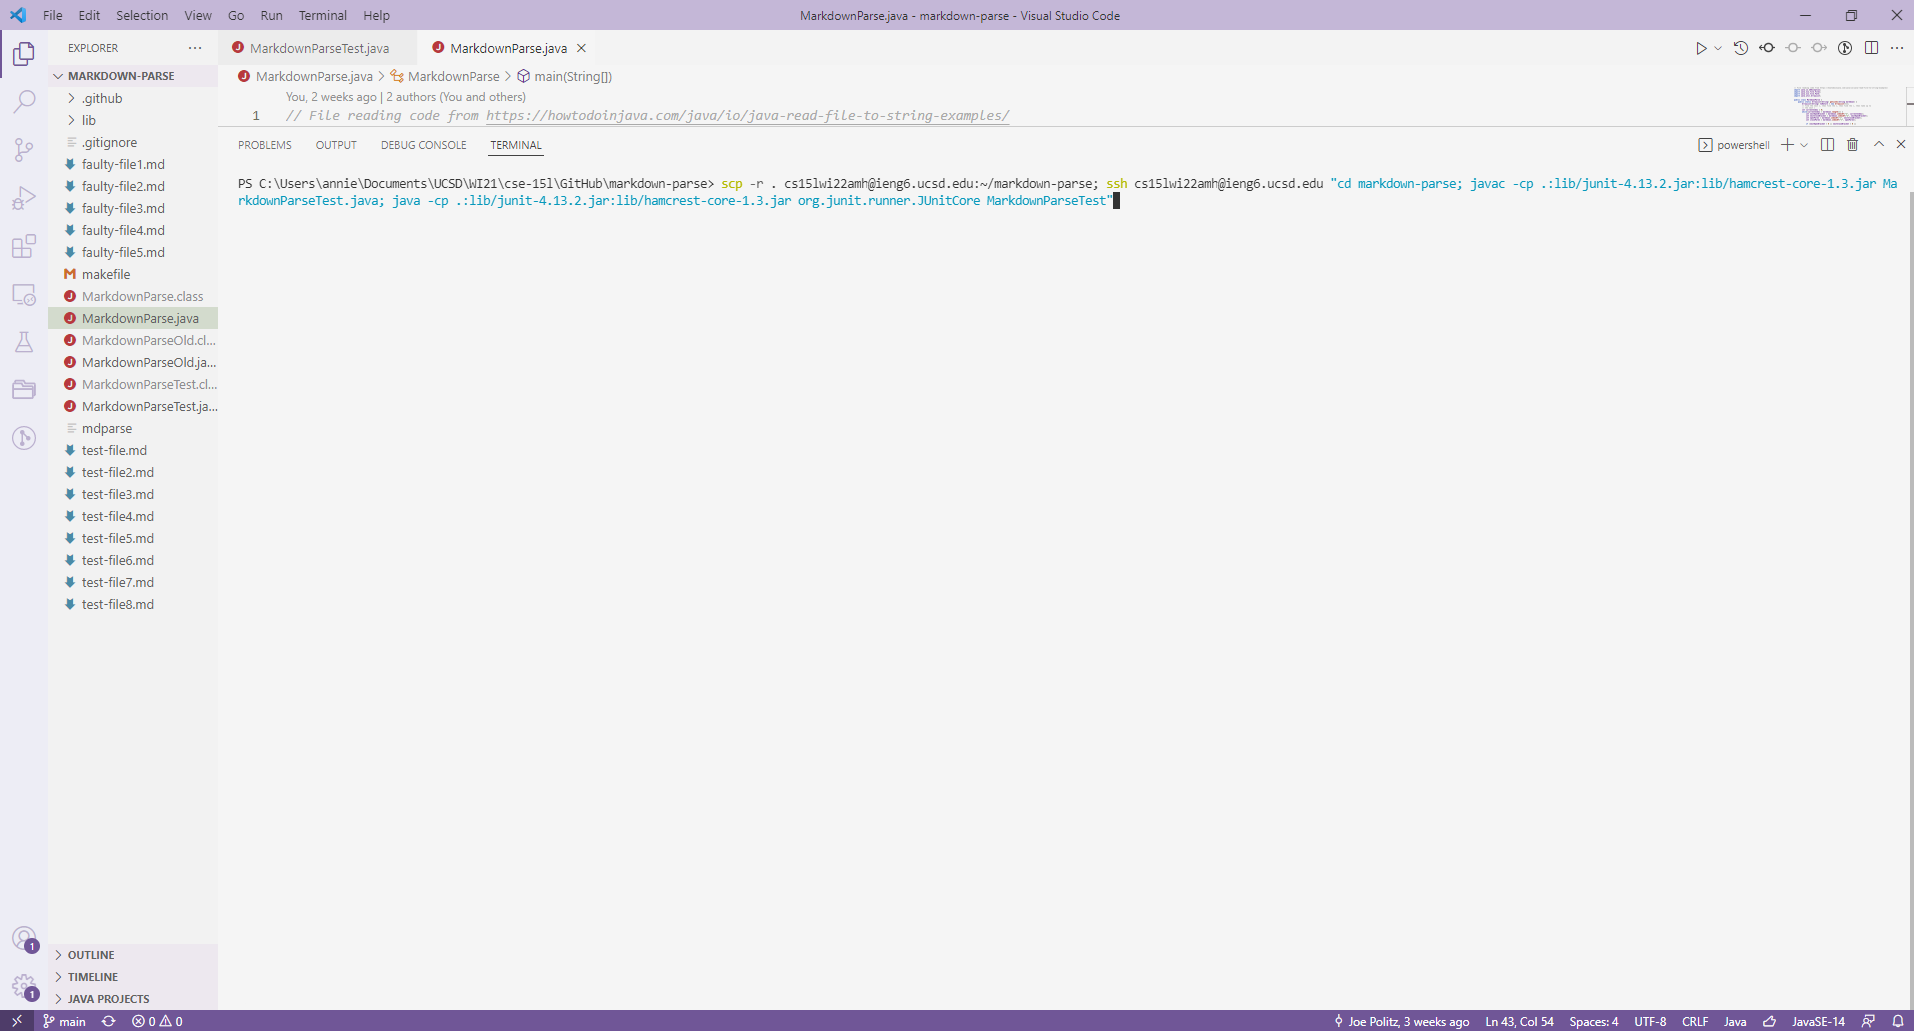 File Edit Selection View Go Run Terminal Help
MarkdownParse.java - markdown-parse - Visual Studio Code
EXPLORER
MARKDOWN-PARSE
.github
lib
.gitignore
faulty-file1.md
faulty-file2.md
faulty-file3.md
faulty-file4.md
faulty-file5.md
makefile
MarkdownParse.class
MarkdownParse.java
MarkdownParseOld.cl...
MarkdownParseOld.ja...
MarkdownParseTest.cl...
MarkdownParseTest.ja...
mdparse
test-file.md
test-file2.md
test-file3.md
test-file4.md
test-file5.md
test-file6.md
test-file7.md
test-file8.md
OUTLINE
TIMELINE
JAVA PROJECTS
MarkdownParseTest.java MarkdownParse.java
MarkdownParse.java > MarkdownParse > main(String[])
You, 2 weeks ago | 2 authors (You and others)
1 // File reading code from https://howtodoinjava.com/java/io/java-read-file-to-string-examples/
PROBLEMS OUTPUT DEBUG CONSOLE TERMINAL
powershell
PS C:\Users\annie\Documents\UCSD\WI21\cse-15l\GitHub\markdown-parse> scp -r . cs15lwi22amh@ieng6.ucsd.edu:~/markdown-parse; ssh cs15lwi22amh@ieng6.ucsd.edu "cd markdown-parse; javac -cp .:lib/junit-4.13.2.jar:lib/hamcrest-core-1.3.jar Ma
rkdownParseTest.java; java -cp .:lib/junit-4.13.2.jar:lib/hamcrest-core-1.3.jar org.junit.runner.JUnitCore MarkdownParseTest"
1
1
main 0 0
Joe Politz, 3 weeks ago Ln 43, Col 54 Spaces: 4 UTF-8 CRLF Java JavaSE-14